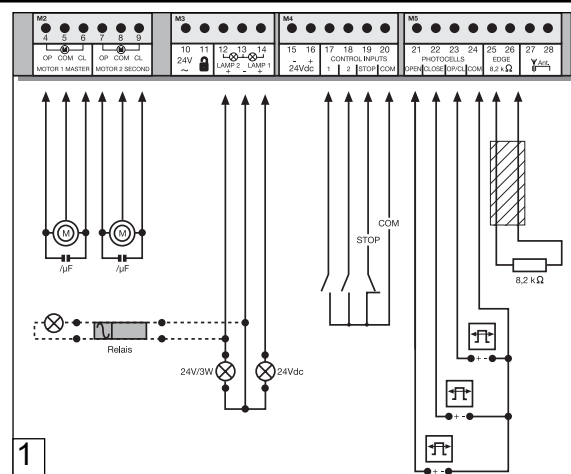 M2 M3 M4 M5
4 5 6 7 8 9 10 11 12 13 14 15 16 17 18 19 20 21 22 23 24 25 26 27 28
OP COM CL OP COM CL
MOTOR 1 MASTER MOTOR 2 SECOND
24V
~
LAMP 2 LAMP 1
+ - +
- +
24Vdc
CONTROL INPUTS
1 2 STOP COM
PHOTOCELLS
OPEN CLOSE OP/CL COM
EDGE
8,2 k Ω
Ant.
M M
/µF /µF
COM
STOP
8,2 k Ω
Relais
24V/3W 24Vdc
+ -
+ -
+ -
1